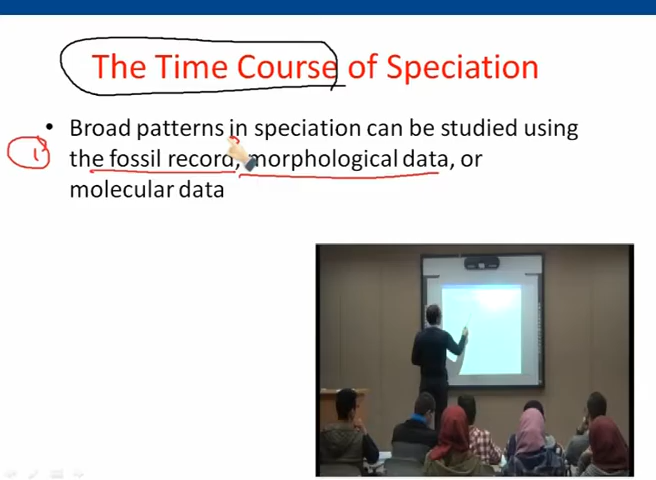 The Time Course of Speciation
• Broad patterns in speciation can be studied using
the fossil record, morphological data, or
molecular data